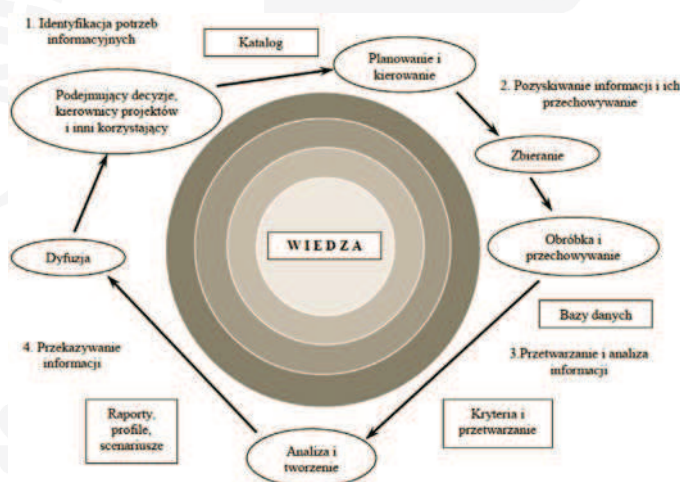 1. Identyfikacja potrzeb
informacyjnych
Katalog
Planowanie i
kierowanie
Podejmujący decyzje,
kierownicy projektów
i inni korzystający
2. Pozyskiwanie informacji i ich
przechowywanie
Zbieranie
WIEDZA
Obróbka i
przechowywanie
Dyfuzja
Bazy danych
4. Przekazywanie
informacji
3.Przetwarzanie i analiza
informacji
Raporty,
profile,
scenariusze
Kryteria i
przetwarzanie
Analiza i
tworzenie